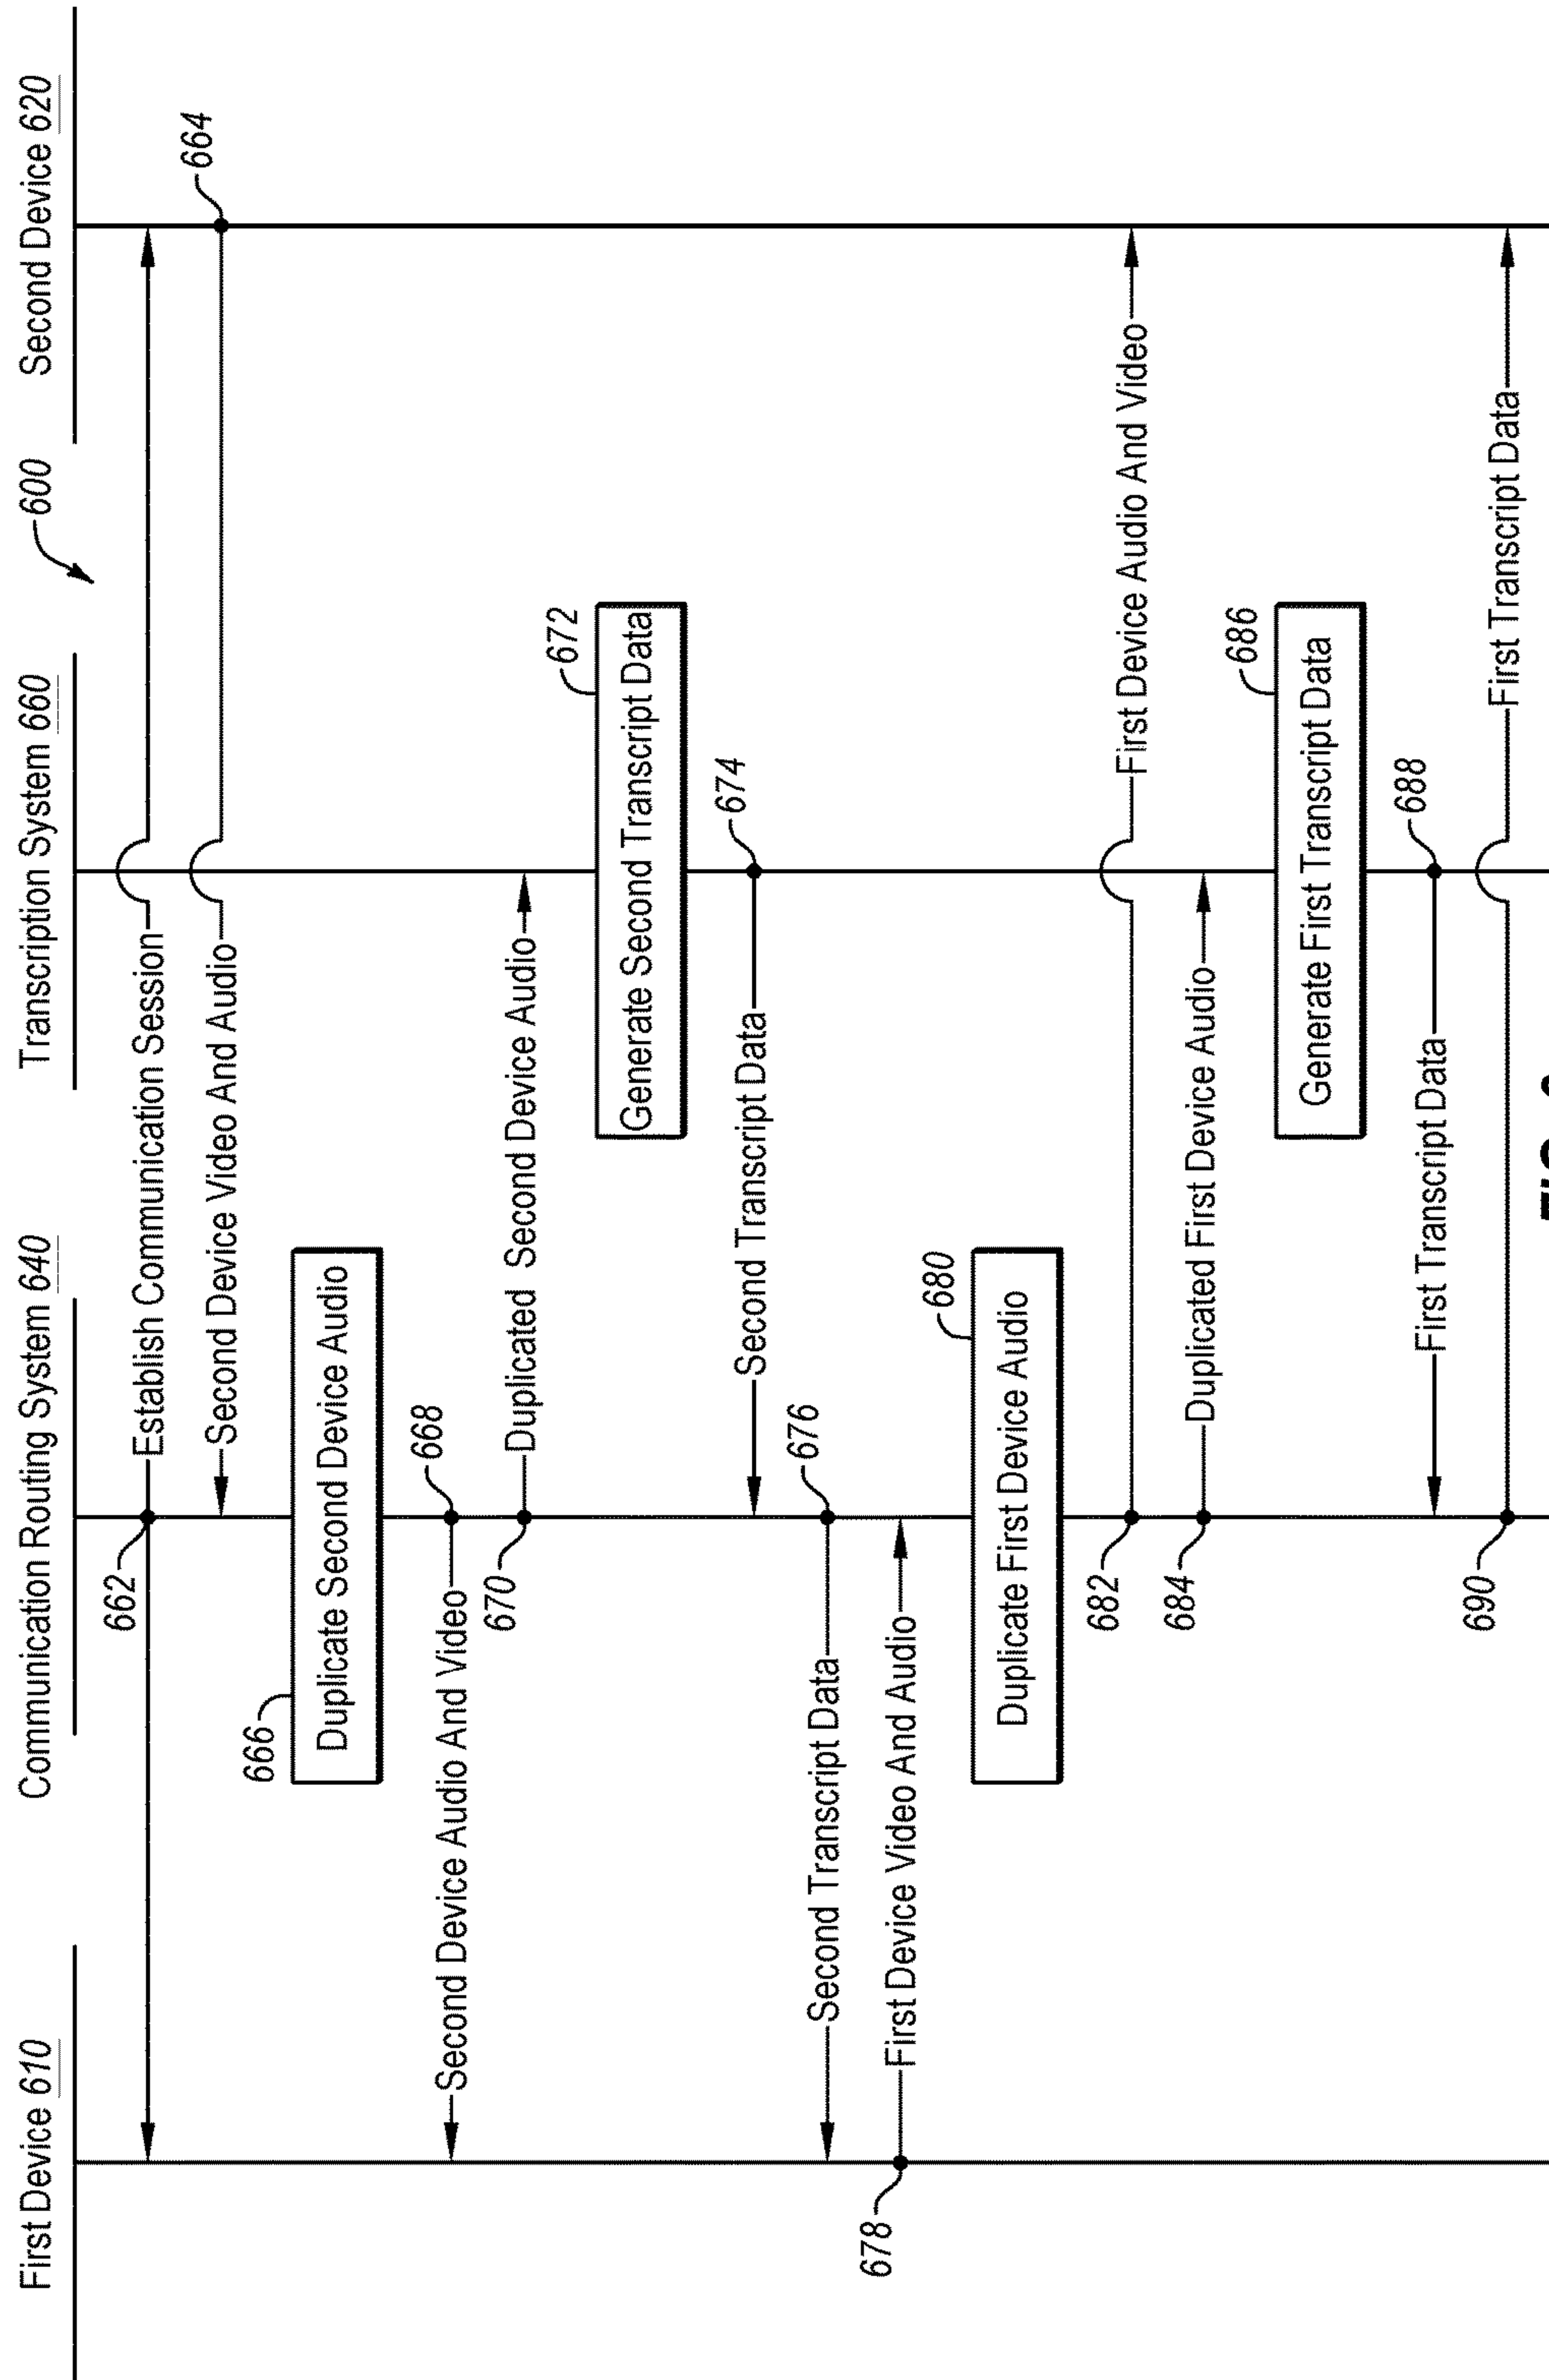 First Device 610
Communication Routing System 640
Transcription System 660
600
Second Device 620
662
Establish Communication Session
664
Second Device Video And Audio
666
Duplicate Second Device Audio
668
Second Device Audio And Video
670
Duplicated Second Device Audio
672
Generate Second Transcript Data
674
Second Transcript Data
676
Second Transcript Data
678
First Device Video And Audio
680
Duplicate First Device Audio
682
First Device Audio And Video
684
Duplicated First Device Audio
686
Generate First Transcript Data
688
First Transcript Data
690
First Transcript Data